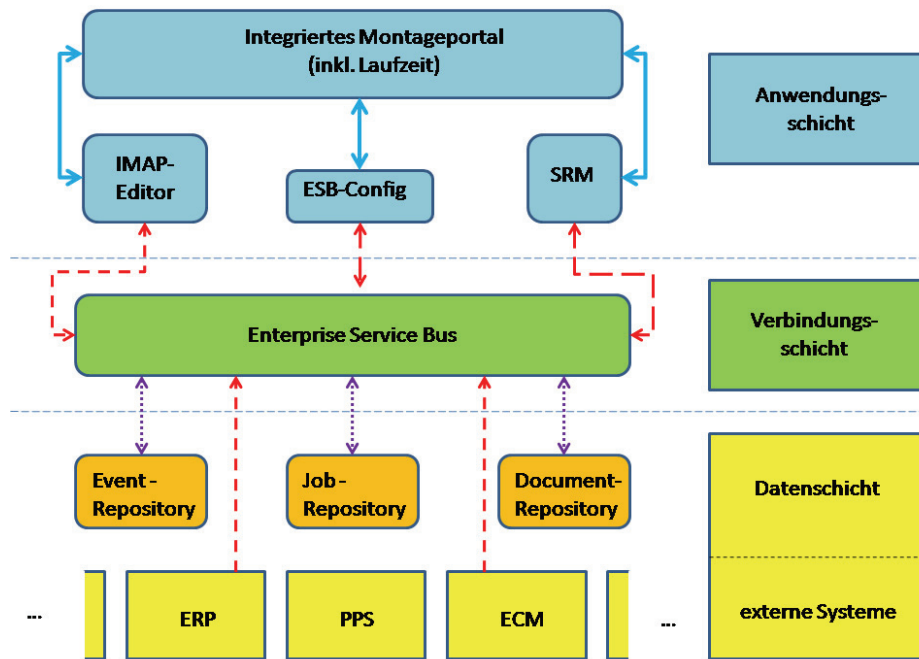 Integriertes Montageportal
(inkl. Laufzeit)
Anwendungs-
schicht
IMAP-
Editor
ESB-Config
SRM
Enterprise Service Bus
Verbindungs-
schicht
Event-
Repository
Job-
Repository
Document-
Repository
Datenschicht
...
ERP
PPS
ECM
...
externe Systeme